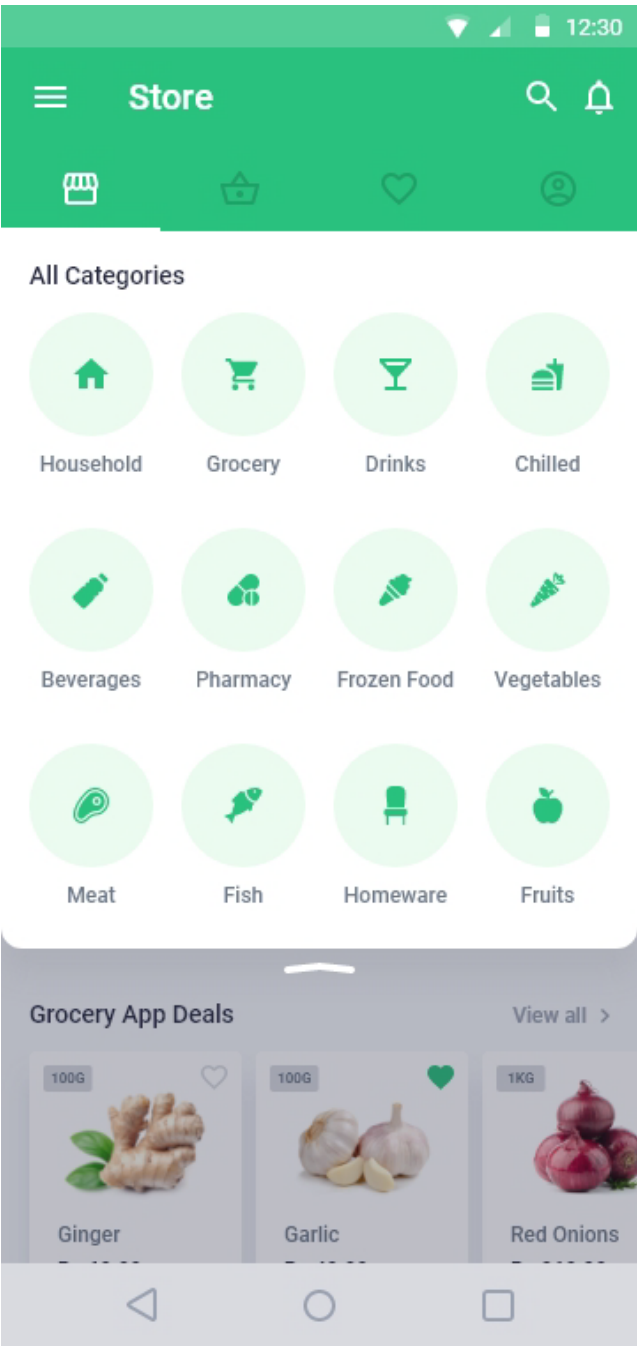 12:30
Store
All Categories
Household Grocery Drinks Chilled
Beverages Pharmacy Frozen Food Vegetables
Meat Fish Homeware Fruits
Grocery App Deals View all
100G 100G 1KG
Ginger Garlic Red Onions